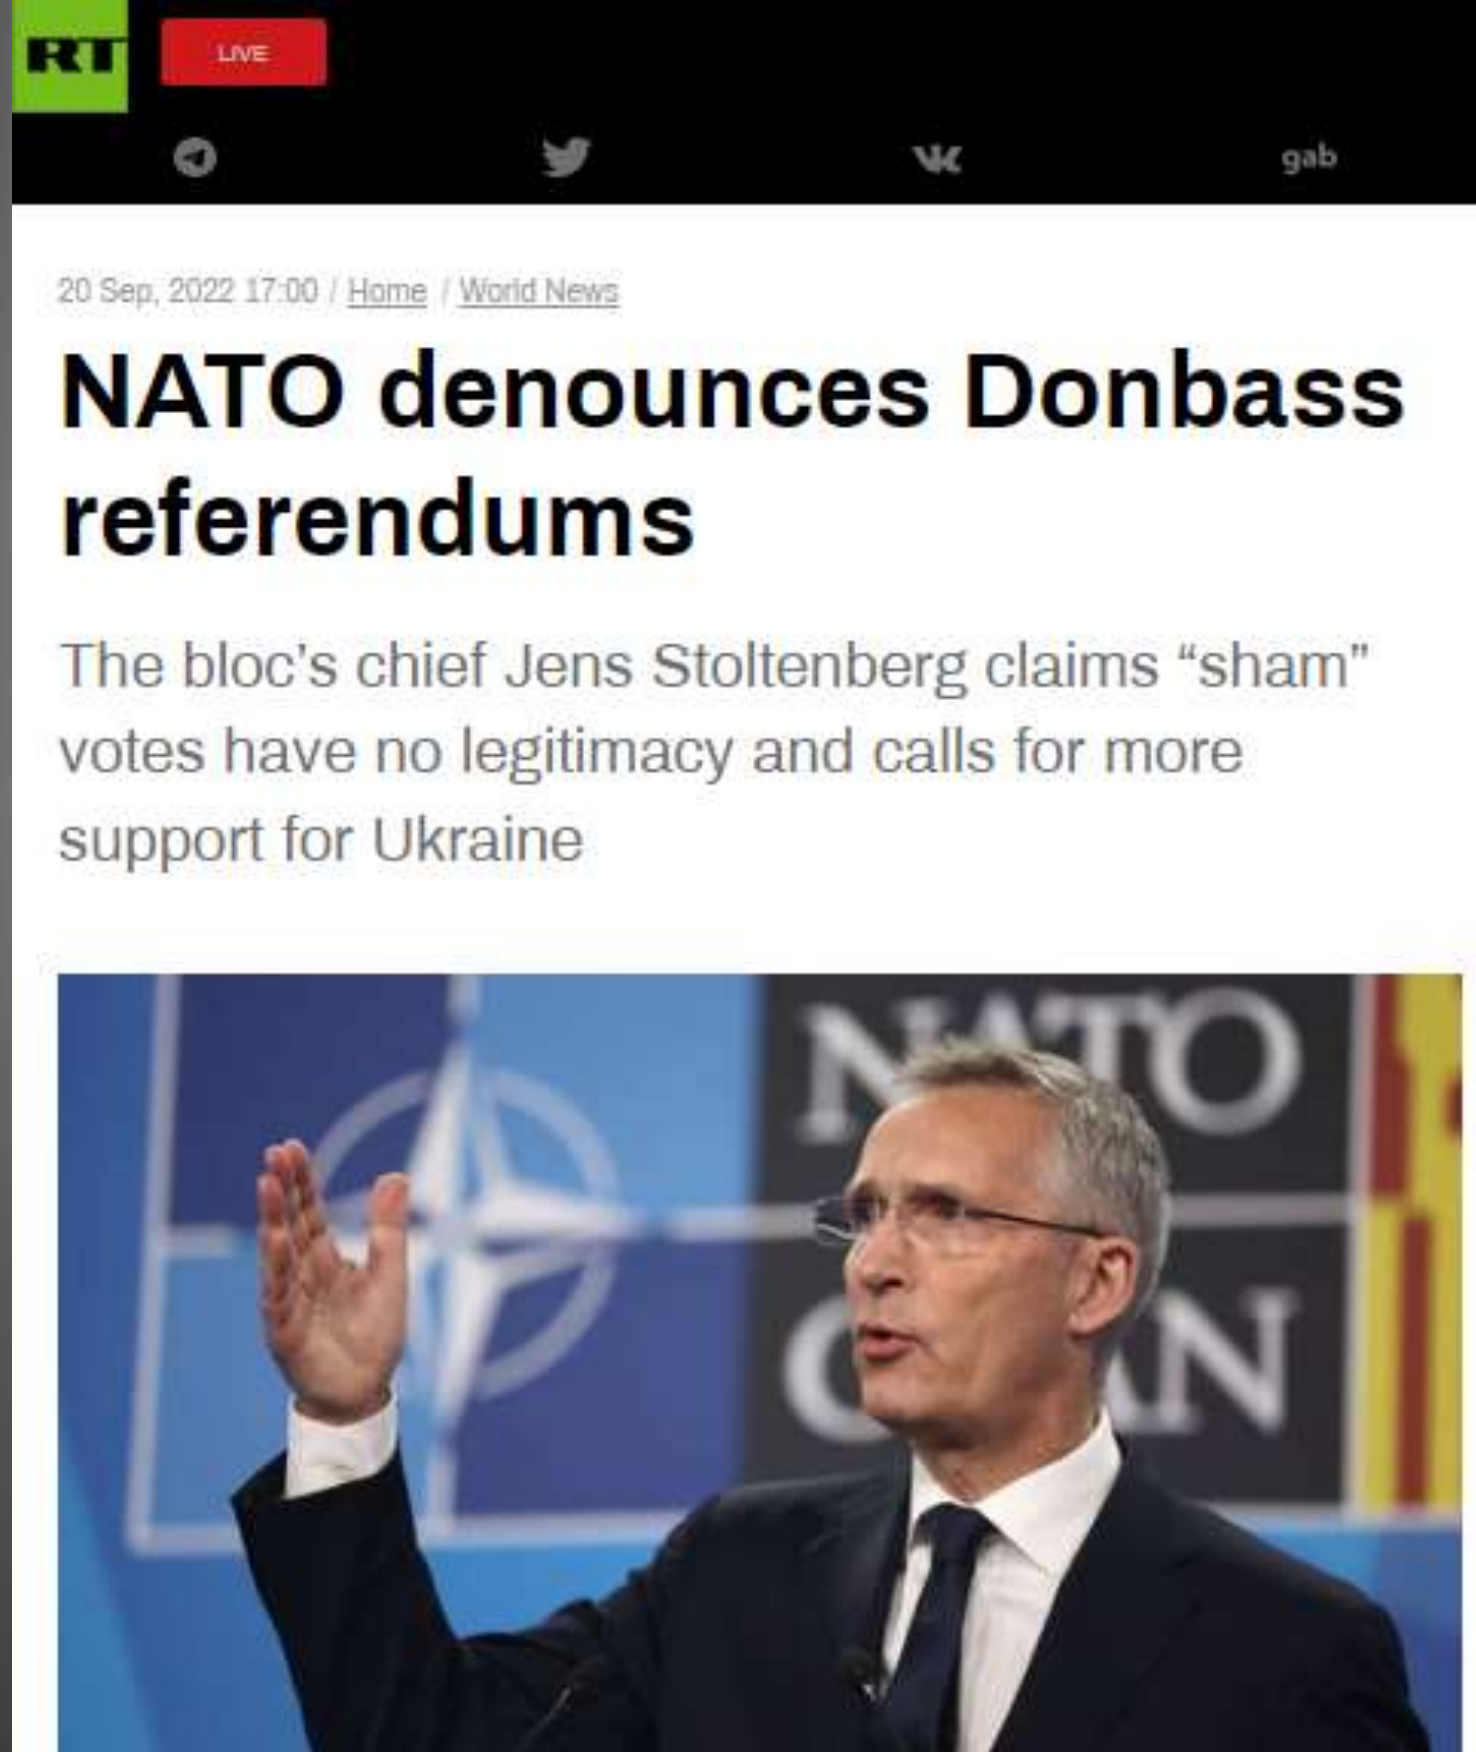 RT
LIVE
gab
20 Sep, 2022 17:00 / Home / World News
NATO denounces Donbass
referendums
The bloc's chief Jens Stoltenberg claims “sham”
votes have no legitimacy and calls for more
support for Ukraine
NATO